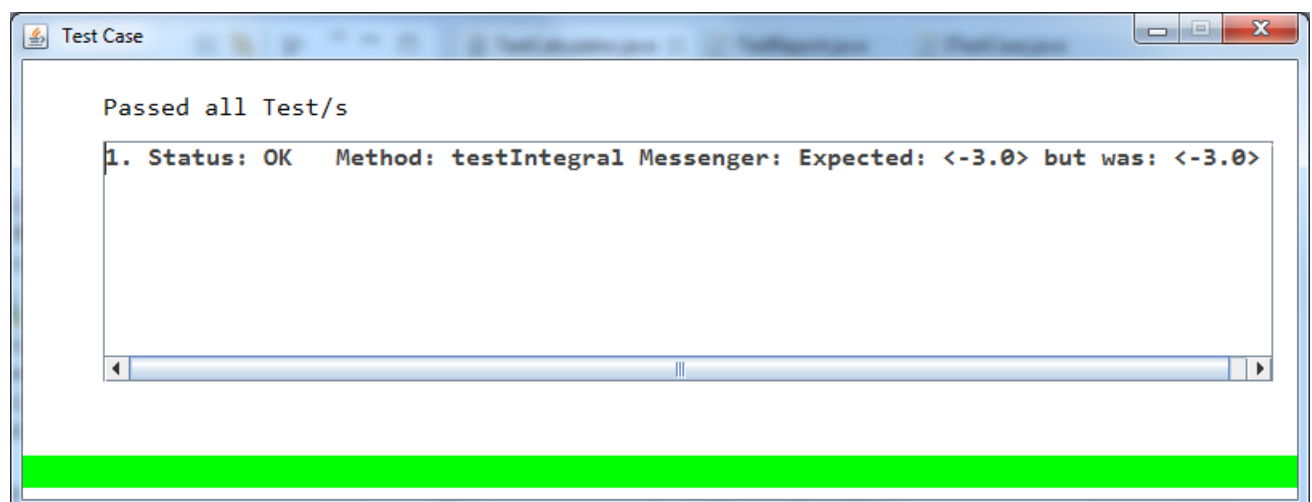 Test Case
Passed all Test/s
1. Status: OK   Method: testIntegral Messenger: Expected: <-3.0> but was: <-3.0>